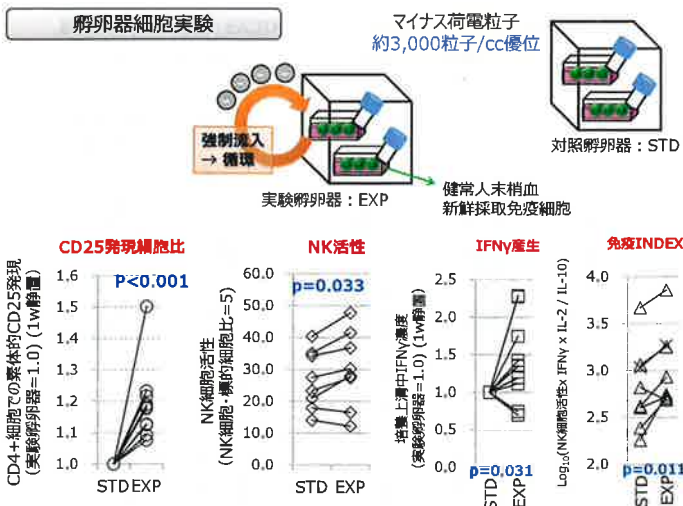 孵卵器細胞実験
マイナス荷電粒子
約3,000粒子/cc優位
強制流入
→ 循環
実験孵卵器：EXP
対照孵卵器：STD
健常人末梢血
新鮮採取免疫細胞
CD25発現細胞比
CD4+細胞での素体的CD25発現
(実験孵卵器=1.0) (1w静置)
1.6
1.5
1.4
1.3
1.2
1.1
1.0
P<0.001
STD EXP
NK活性
NK細胞活性
(NK細胞・標的細胞比=5)
60.0
50.0
40.0
30.0
20.0
10.0
0.0
p=0.033
STD EXP
IFNγ産生
培養上清中IFNγ濃度
(実験孵卵器=1.0) (1w静置)
2.5
2.0
1.5
1.0
0.5
0.0
p=0.031
STD
EXP
免疫INDEX
Log₁₀(NK細胞活性x IFNγ x IL-2 / IL-10)
4.0
3.5
3.0
2.5
2.0
p=0.011
STD
EXP